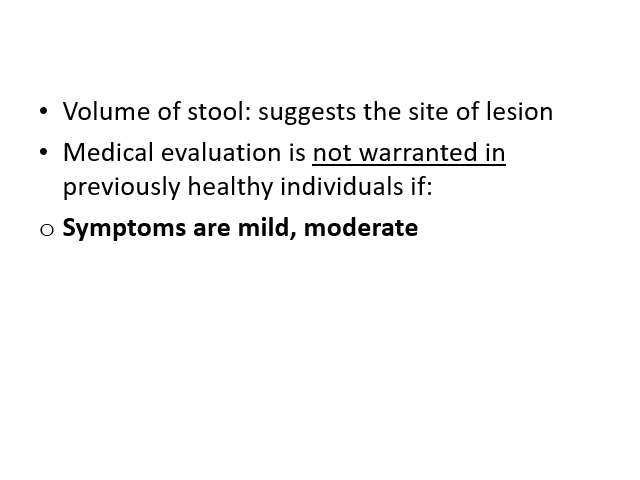 • Volume of stool: suggests the site of lesion
• Medical evaluation is not warranted in
previously healthy individuals if:
o Symptoms are mild, moderate